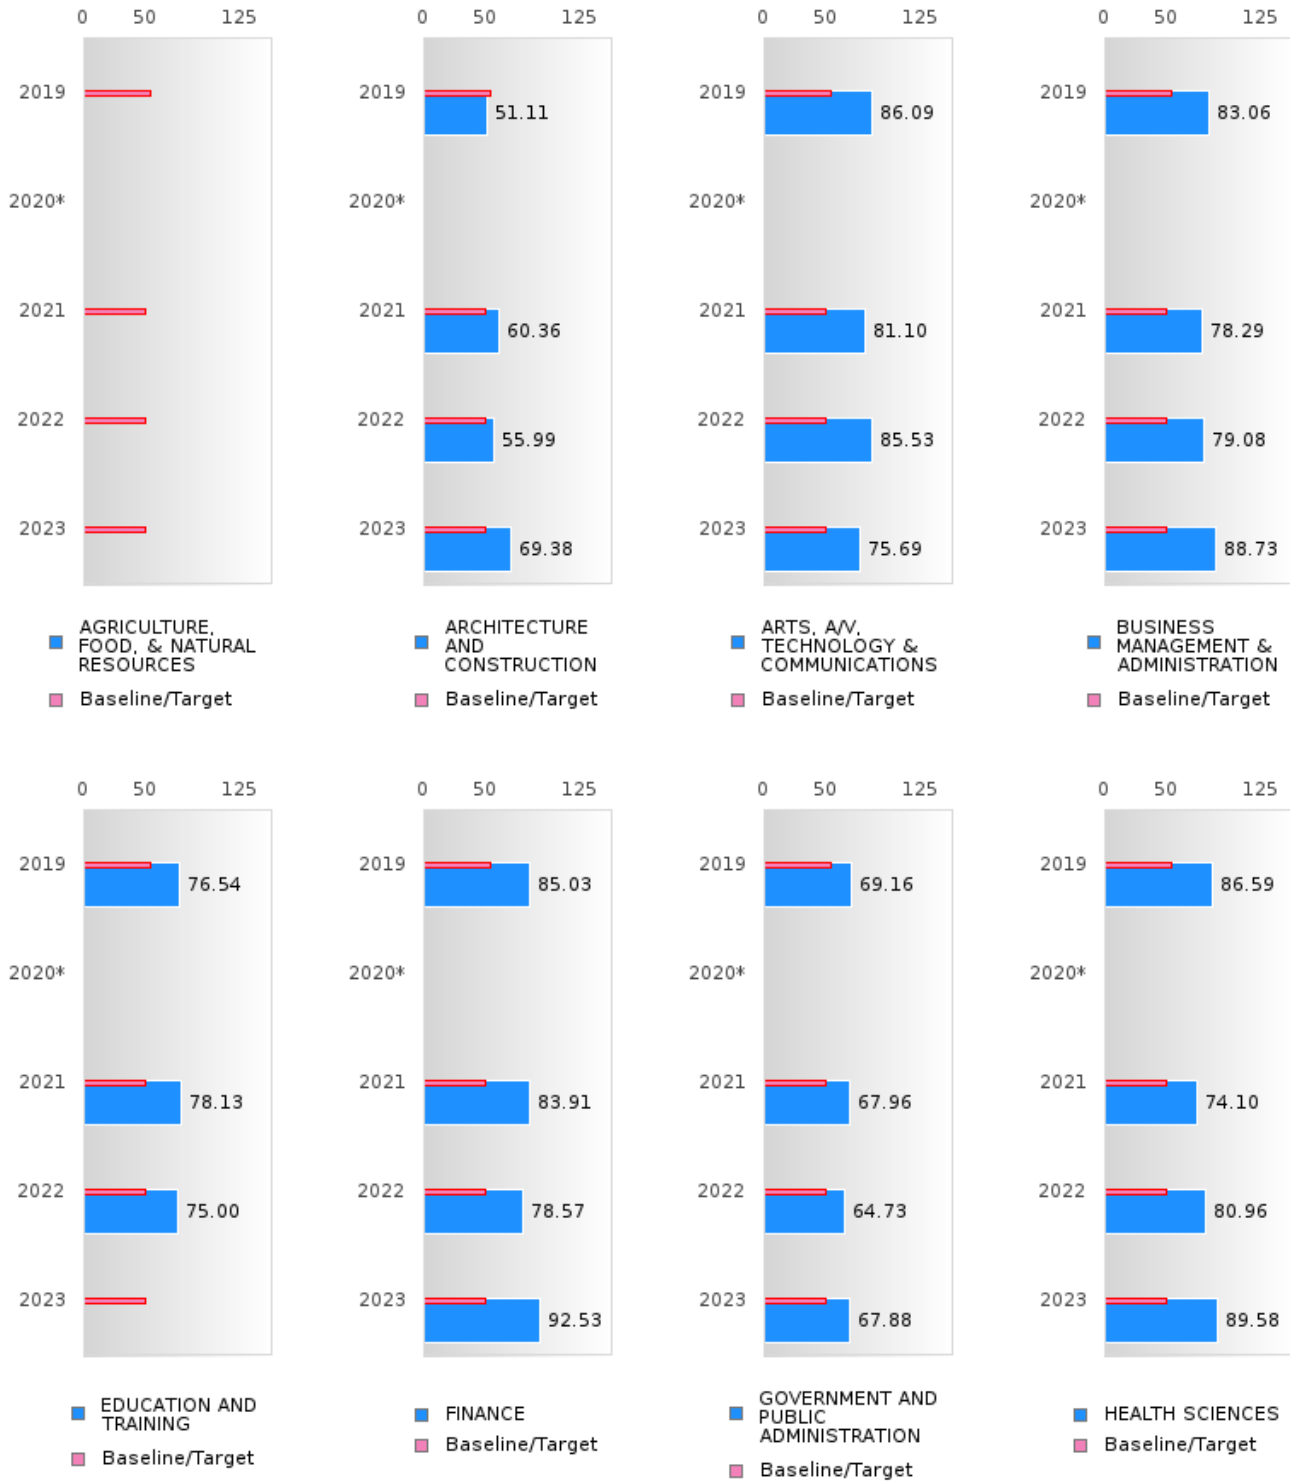 0 50 125
2019
2020*
2021
2022
2023
AGRICULTURE,
FOOD, & NATURAL
RESOURCES
Baseline/Target
0 50 125
2019
51.11
2020*
2021
60.36
2022
55.99
2023
69.38
ARCHITECTURE
AND
CONSTRUCTION
Baseline/Target
0 50 125
2019
86.09
2020*
2021
81.10
2022
85.53
2023
75.69
ARTS, A/V,
TECHNOLOGY &
COMMUNICATIONS
Baseline/Target
0 50 125
2019
83.06
2020*
2021
78.29
2022
79.08
2023
88.73
BUSINESS
MANAGEMENT &
ADMINISTRATION
Baseline/Target
0 50 125
2019
76.54
2020*
2021
78.13
2022
75.00
2023
EDUCATION AND
TRAINING
Baseline/Target
0 50 125
2019
85.03
2020*
2021
83.91
2022
78.57
2023
92.53
FINANCE
Baseline/Target
0 50 125
2019
69.16
2020*
2021
67.96
2022
64.73
2023
67.88
GOVERNMENT AND
PUBLIC
ADMINISTRATION
Baseline/Target
0 50 125
2019
86.59
2020*
2021
74.10
2022
80.96
2023
89.58
HEALTH SCIENCES
Baseline/Target